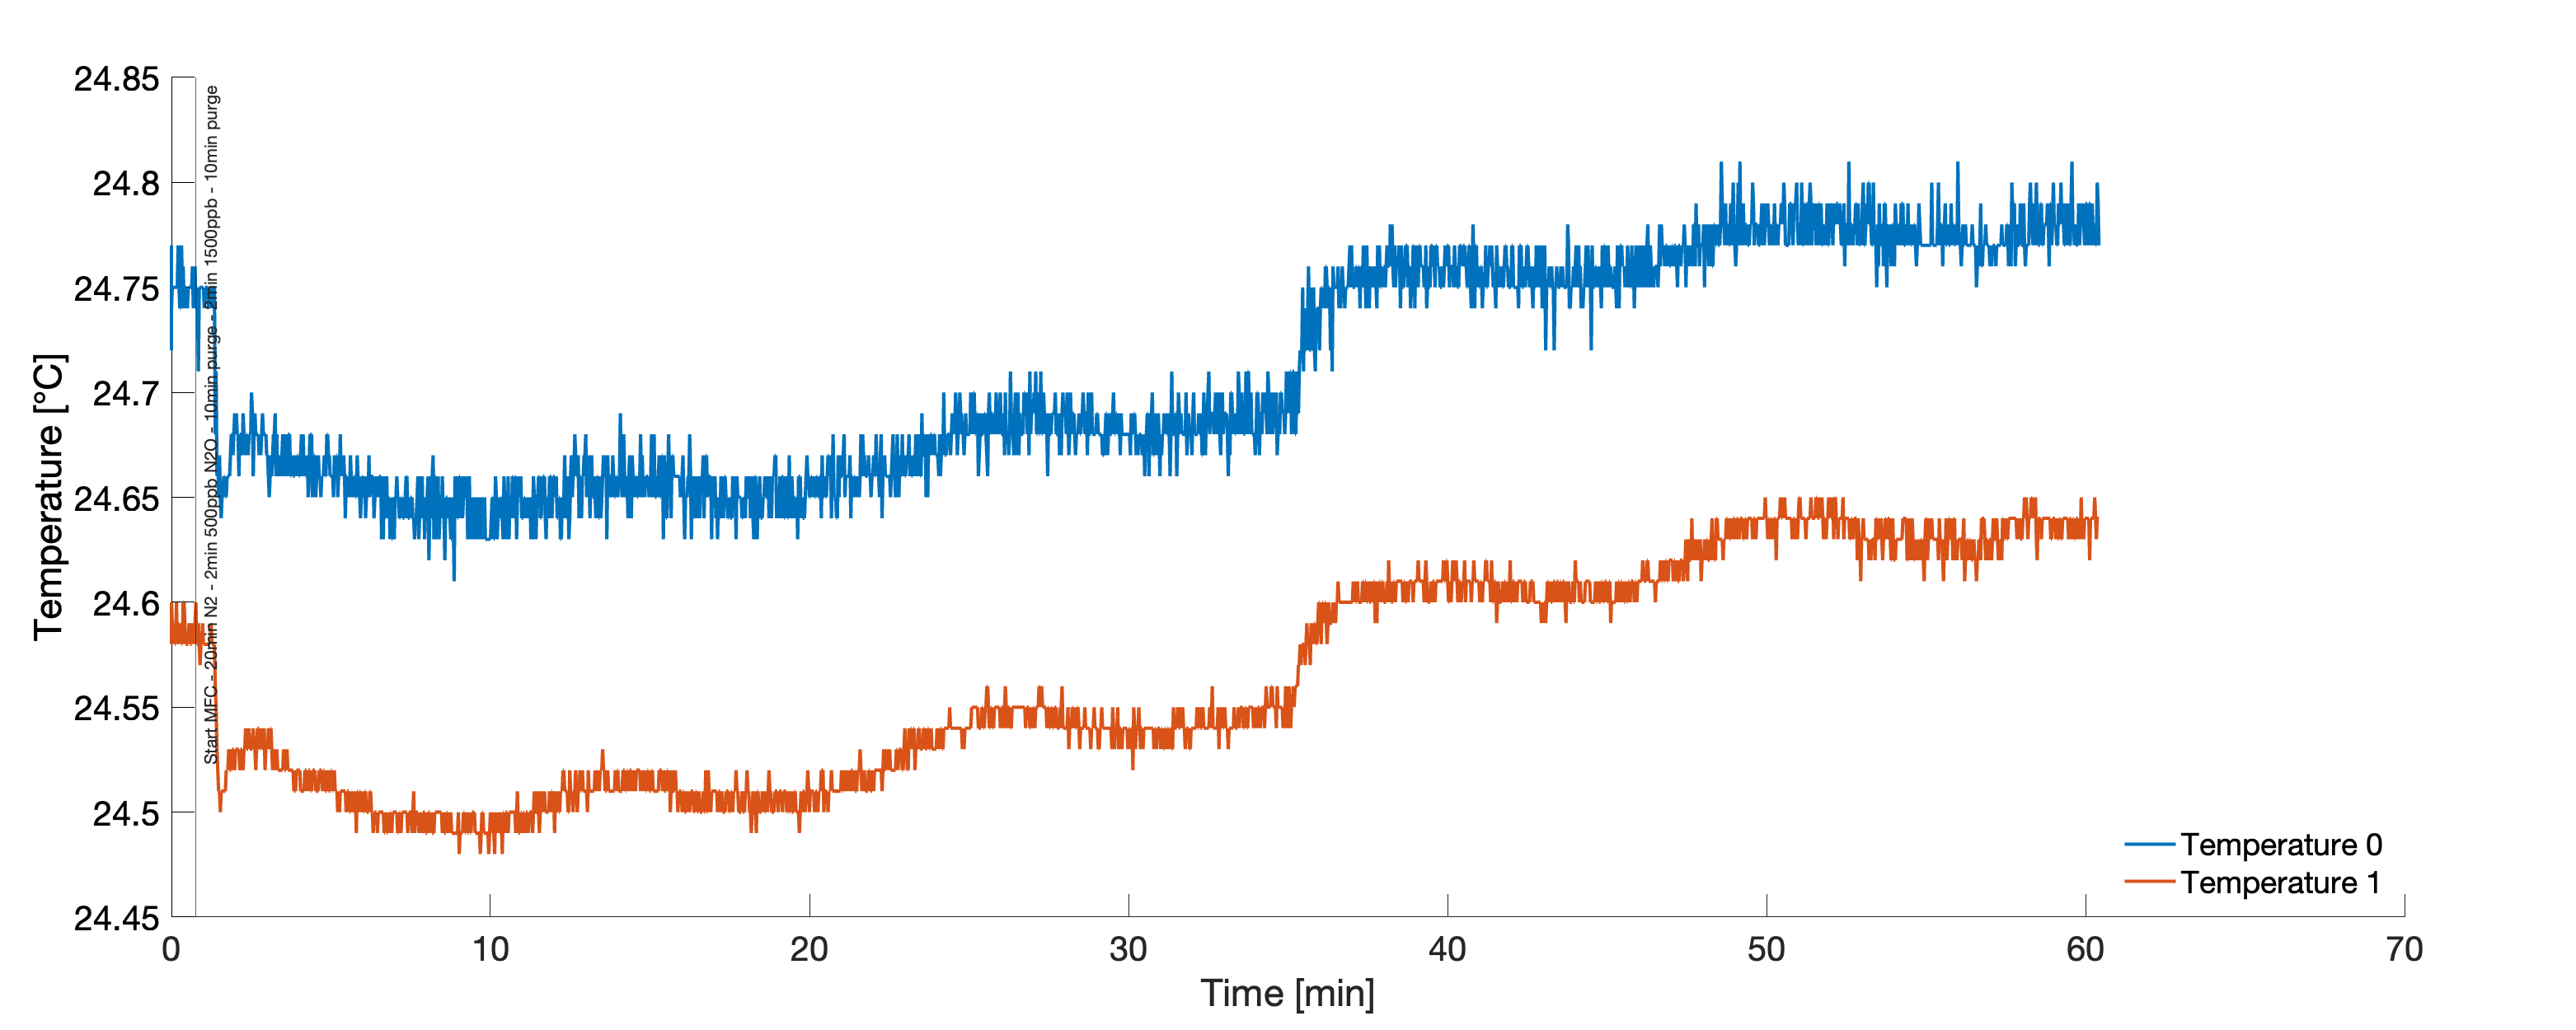 24.85
24.8
24.75
24.7
24.65
24.6
24.55
24.5
24.45
Temperature [°C]
Start MFC - 20min N2 - 2min 500ppb N2O - 10min purge - 2min 1500ppb - 10min purge
Temperature 0
Temperature 1
0 10 20 30 40 50 60 70
Time [min]